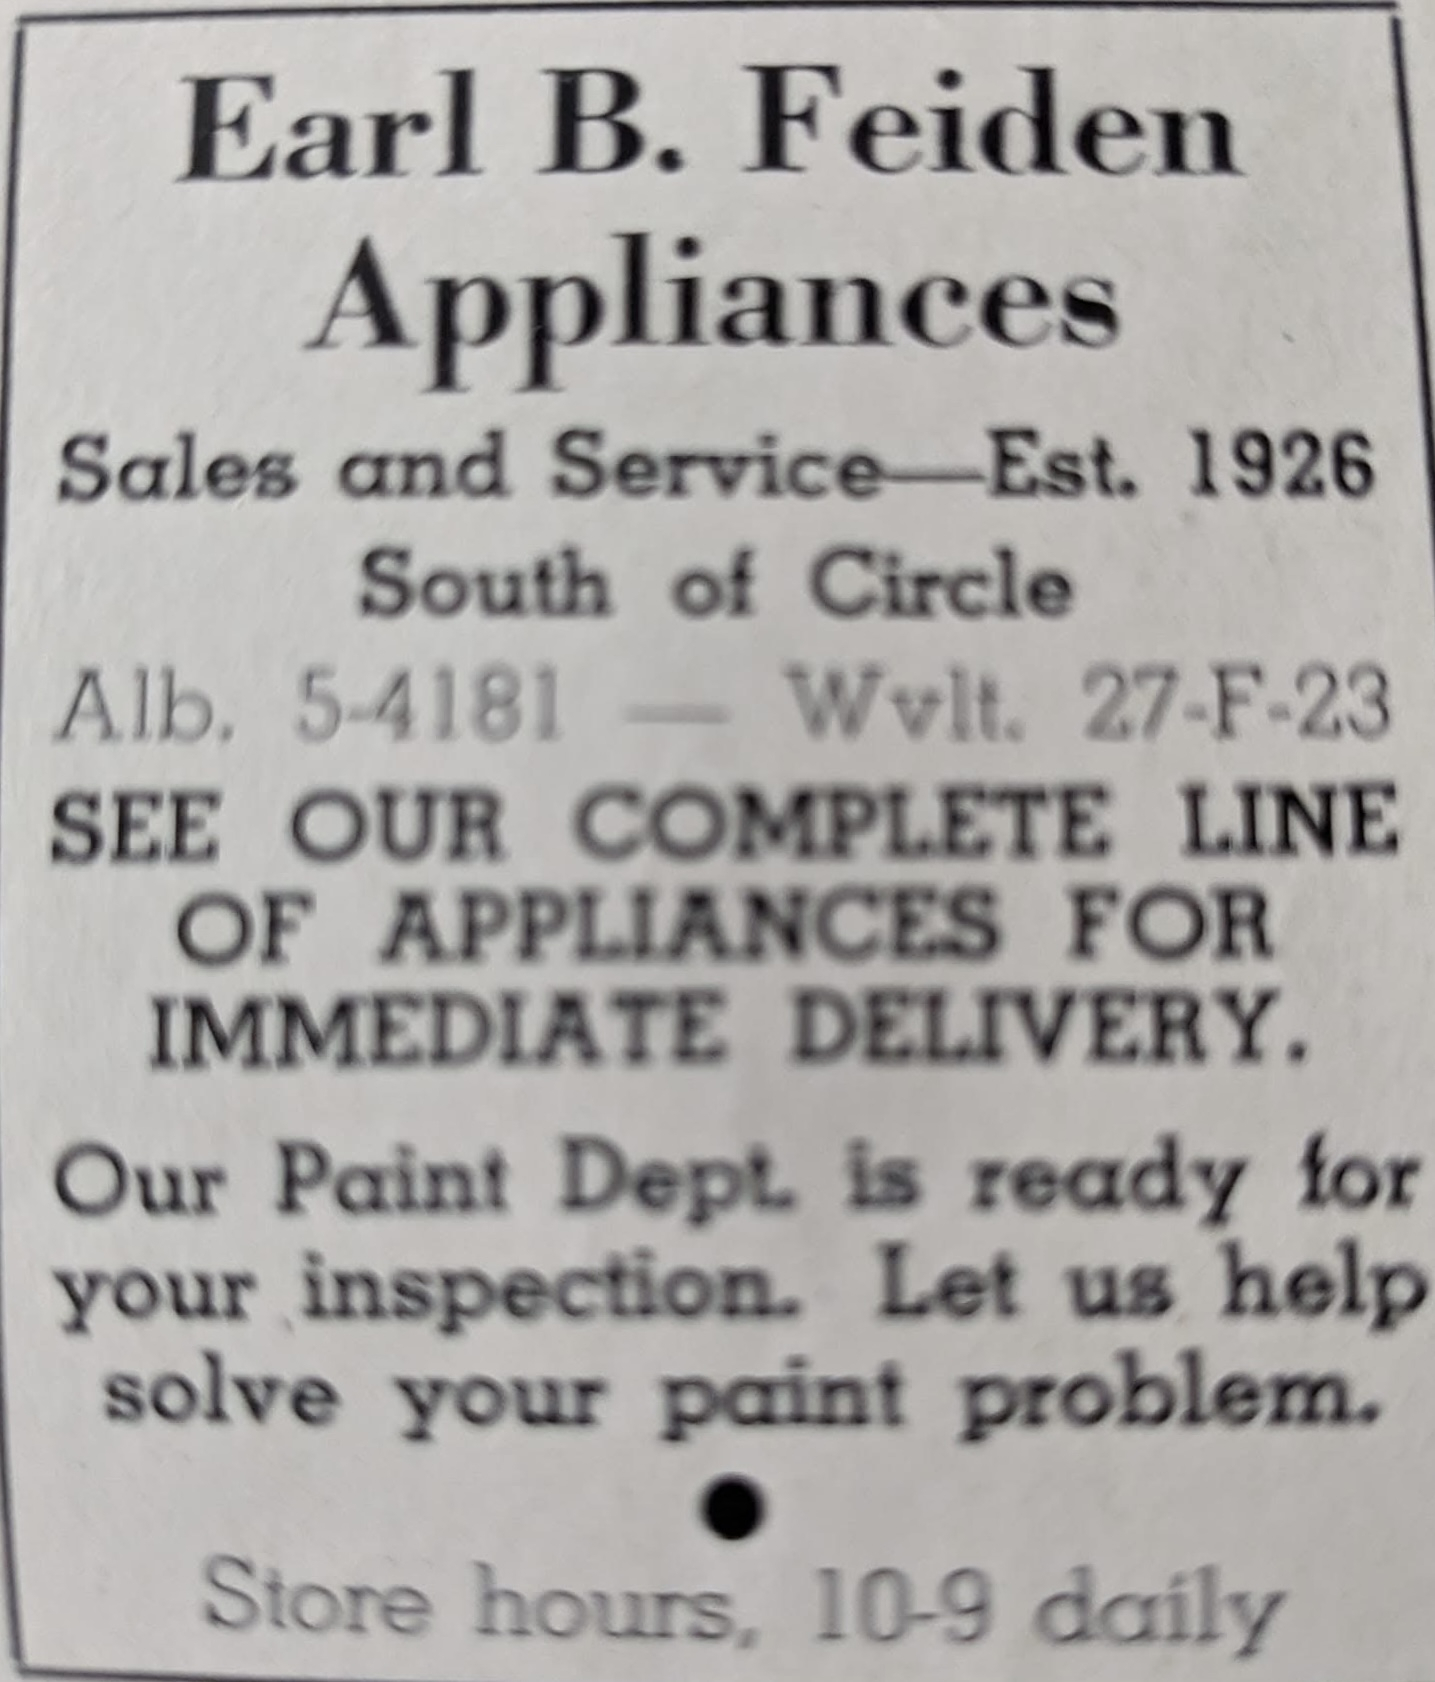 Earl B. Feiden
Appliances
Sales and Service—Est. 1926
South of Circle
Alb. 5-4181 — Wvlt. 27-F-23
SEE OUR COMPLETE LINE
OF APPLIANCES FOR
IMMEDIATE DELIVERY.
Our Paint Dept. is ready for
your inspection. Let us help
solve your paint problem.
●
Store hours, 10-9 daily